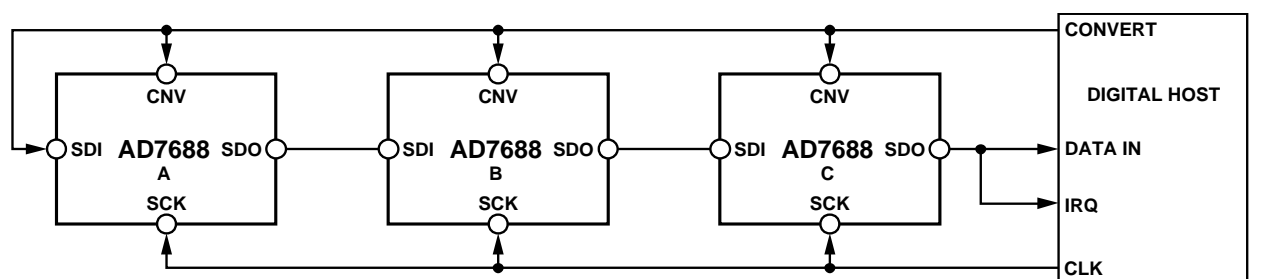 CONVERT
CNV
CNV
CNV
DIGITAL HOST
SDI AD7688 SDO
SDI AD7688 SDO
SDI AD7688 SDO
DATA IN
A
B
C
SCK
SCK
SCK
IRQ
CLK